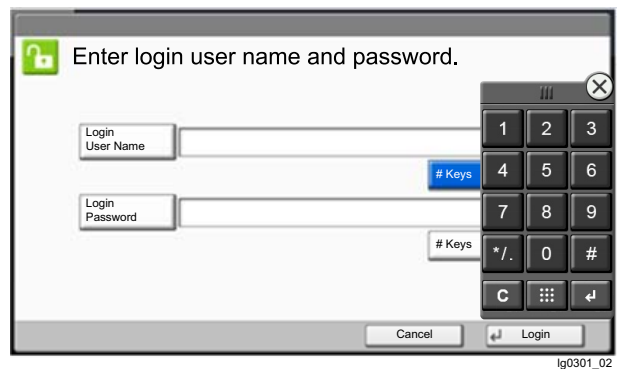 Enter login user name and password.
1 2 3
Login
User Name
# Keys
4 5 6
Login
Password
7 8 9
# Keys
*/. 0 #
C
Cancel
Login
lg0301_02